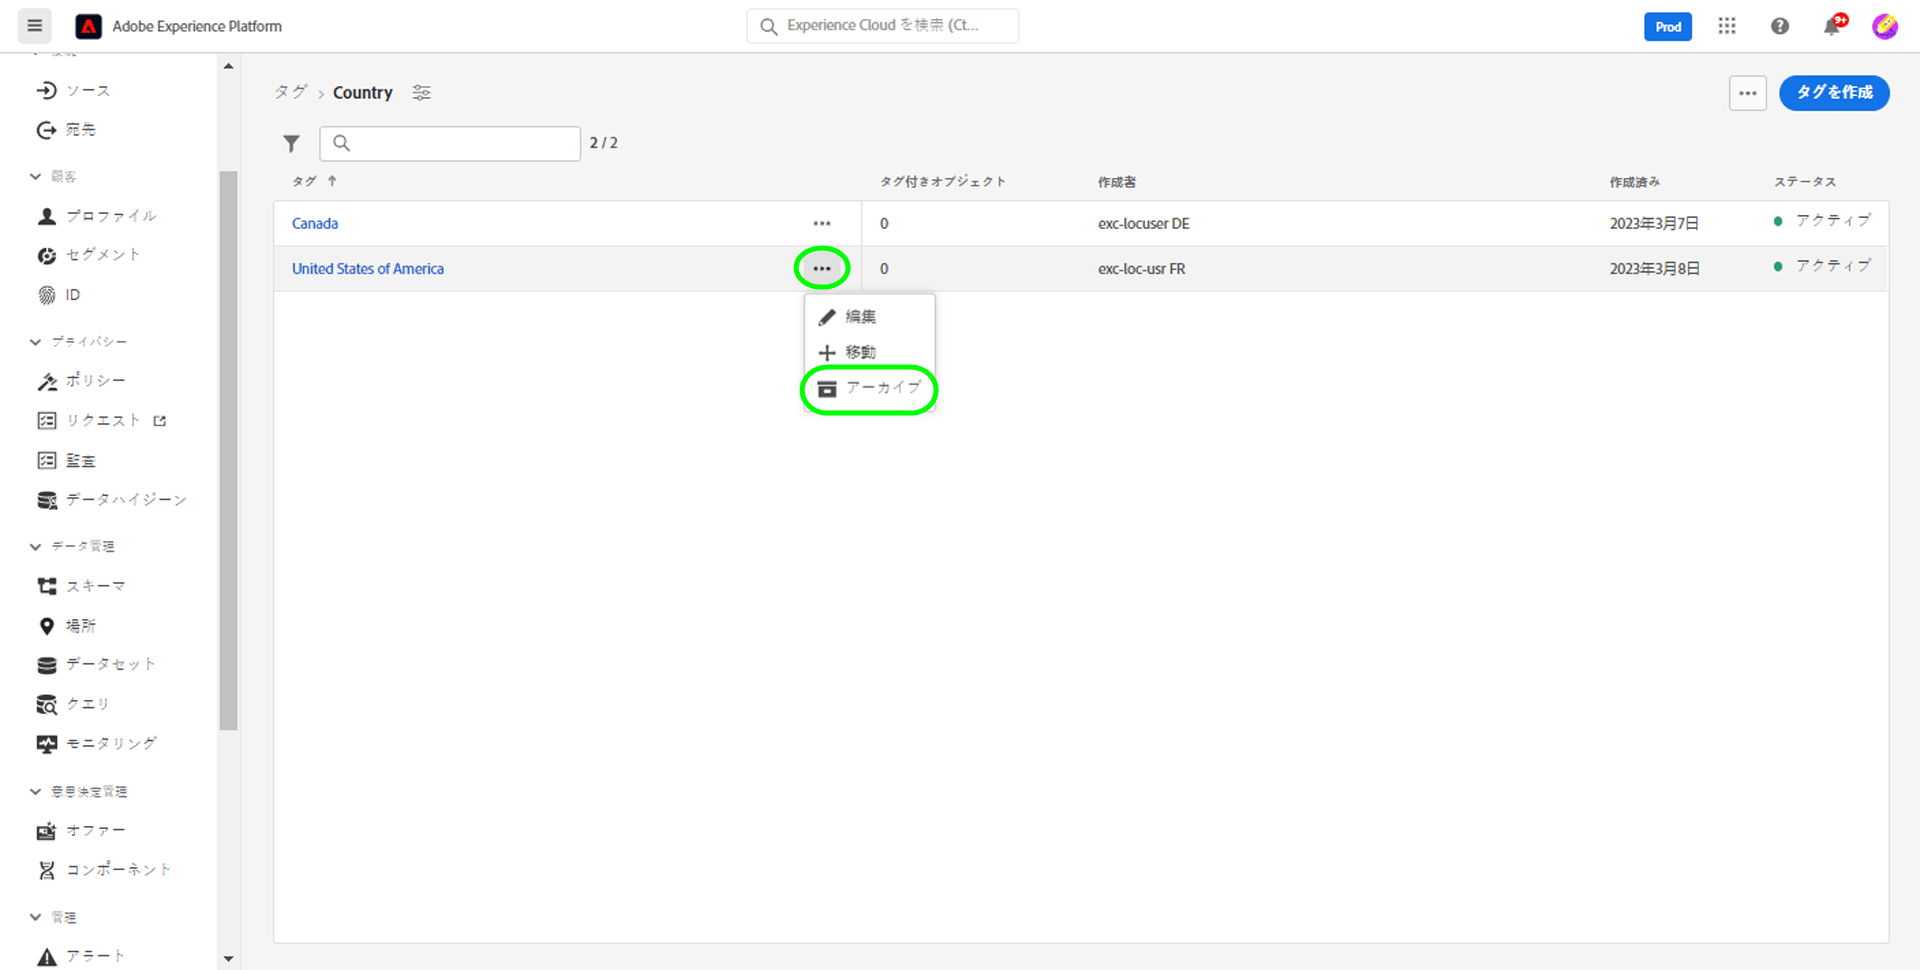 Adobe Experience Platform
Experience Cloud を検索 (Ct...
Prod
9+
ソース
宛先
顧客
プロファイル
セグメント
ID
プライバシー
ポリシー
リクエスト
監査
データハイジーン
データ管理
スキーマ
場所
データセット
クエリ
モニタリング
意思決定管理
オファー
コンポーネント
管理
アラート
タグ > Country
タグを作成
2 / 2
タグ ↑ タグ付きオブジェクト 作成者 作成済み ステータス
Canada 0 exc-locuser DE 2023年3月7日 アクティブ
United States of America 0 exc-loc-usr FR 2023年3月8日 アクティブ
編集
移動
アーカイブ